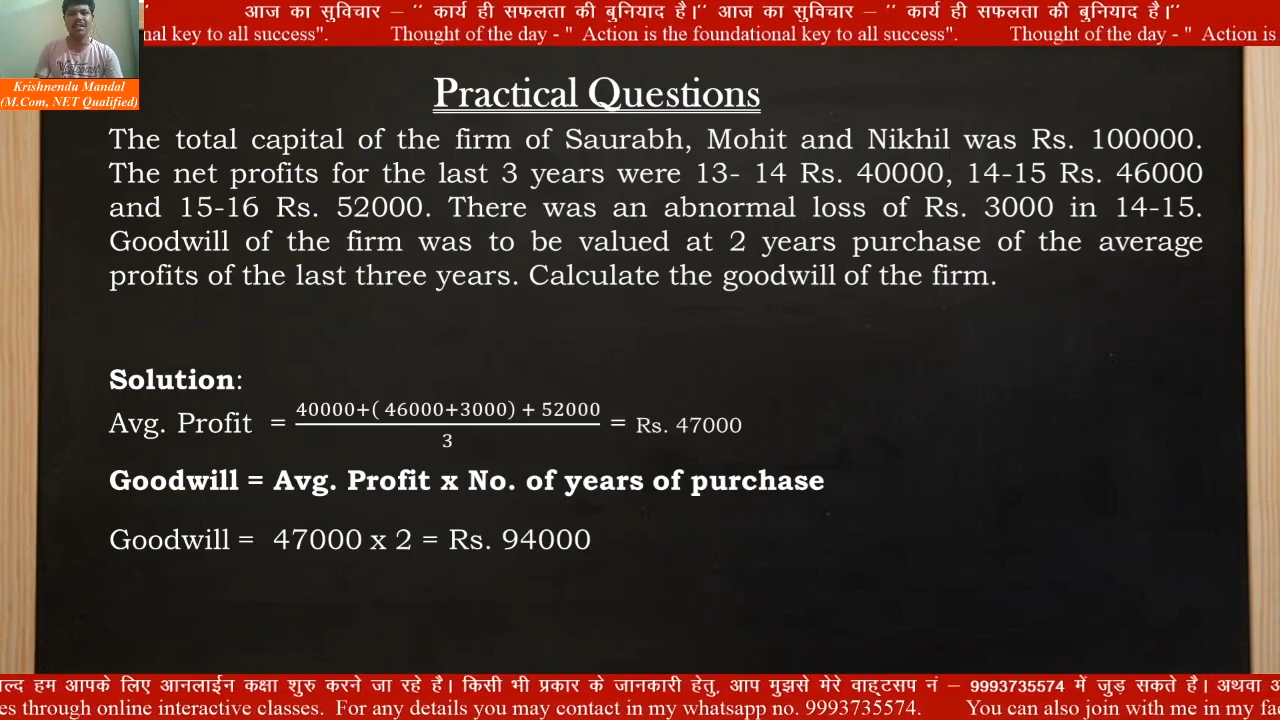 " आज का सुविचार – '' कार्य ही सफलता की बुनियाद है।'' आज का सुविचार – '' कार्य ही सफलता की बुनियाद है।''
nal key to all success". Thought of the day - " Action is the foundational key to all success". Thought of the day - " Action is
Krishnendu Mandal
(M.Com, NET Qualified)
Practical Questions
The total capital of the firm of Saurabh, Mohit and Nikhil was Rs. 100000.
The net profits for the last 3 years were 13- 14 Rs. 40000, 14-15 Rs. 46000
and 15-16 Rs. 52000. There was an abnormal loss of Rs. 3000 in 14-15.
Goodwill of the firm was to be valued at 2 years purchase of the average
profits of the last three years. Calculate the goodwill of the firm.
Solution:
Avg. Profit = 40000+( 46000+3000) + 52000 / 3 = Rs. 47000
Goodwill = Avg. Profit x No. of years of purchase
Goodwill = 47000 x 2 = Rs. 94000
ल्द हम आपके लिए आनलाईन कक्षा शुरु करने जा रहे है। किसी भी प्रकार के जानकारी हेतु, आप मुझसे मेरे वाह्टसप नं – 9993735574 में जुड़ सकते है। अथवा
es through online interactive classes. For any details you may contact in my whatsapp no. 9993735574. You can also join with me in my fa